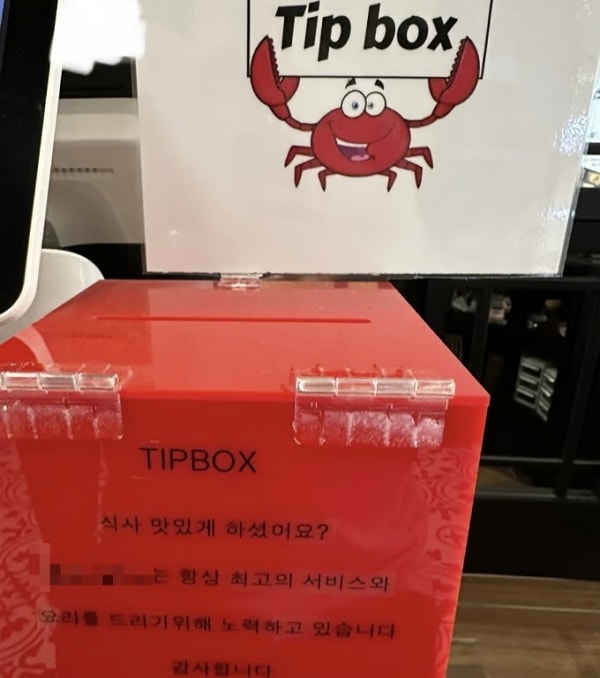 Tip box
TIPBOX
식사 맛있게 하셨어요?
는 항상 최고의 서비스와
요리를 드리기위해 노력하고 있습니다
감사합니다